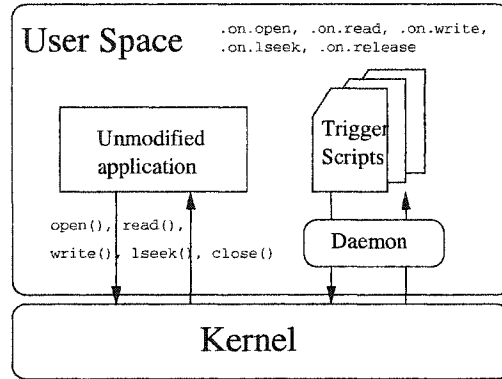 User Space
.on.open, .on.read, .on.write,
.on.lseek, .on.release
Unmodified
application
Trigger
Scripts
open(), read(),
write(), lseek(), close()
Daemon
Kernel